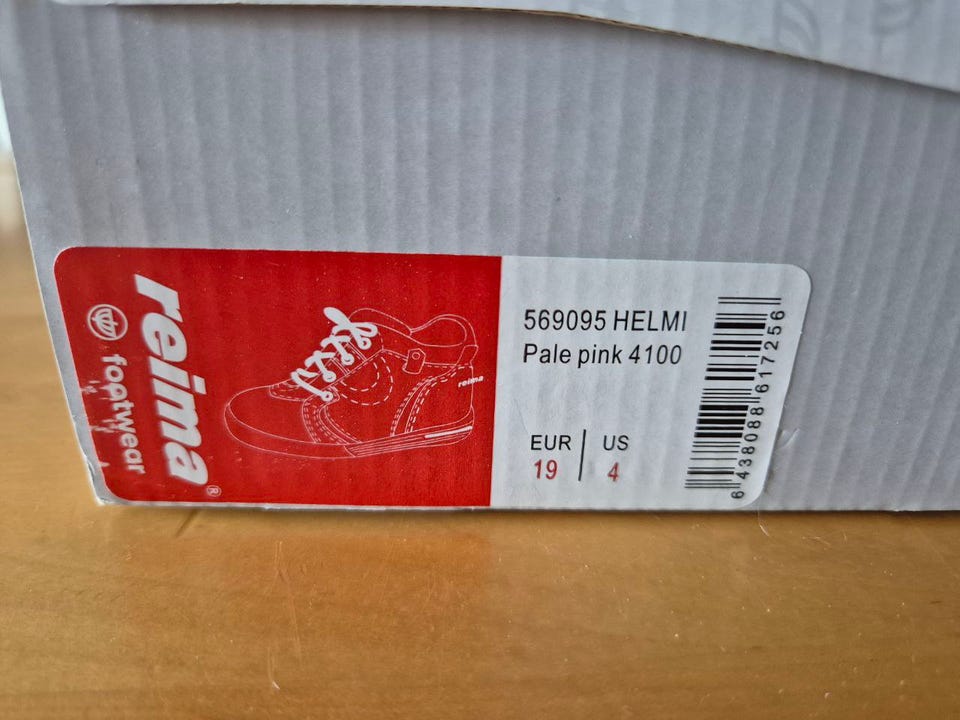 reima®
footwear
reima
569095 HELMI
Pale pink 4100
EUR US
19 4
6 438088 617256